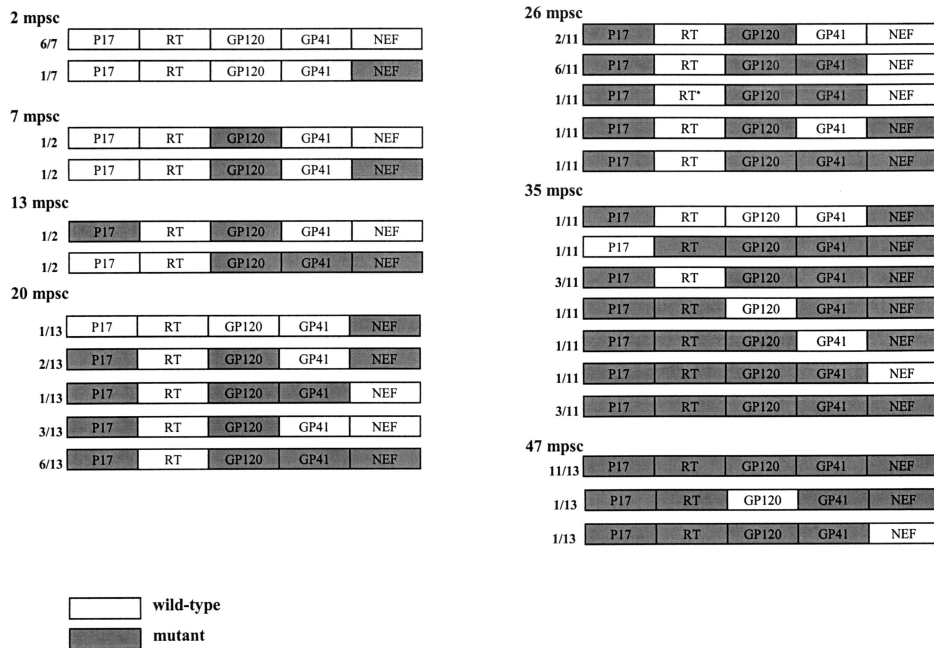 2 mpsc
6/7 P17 RT GP120 GP41 NEF
1/7 P17 RT GP120 GP41 NEF
7 mpsc
1/2 P17 RT GP120 GP41 NEF
1/2 P17 RT GP120 GP41 NEF
13 mpsc
1/2 P17 RT GP120 GP41 NEF
1/2 P17 RT GP120 GP41 NEF
20 mpsc
1/13 P17 RT GP120 GP41 NEF
2/13 P17 RT GP120 GP41 NEF
1/13 P17 RT GP120 GP41 NEF
3/13 P17 RT GP120 GP41 NEF
6/13 P17 RT GP120 GP41 NEF
26 mpsc
2/11 P17 RT GP120 GP41 NEF
6/11 P17 RT GP120 GP41 NEF
1/11 P17 RT* GP120 GP41 NEF
1/11 P17 RT GP120 GP41 NEF
1/11 P17 RT GP120 GP41 NEF
35 mpsc
1/11 P17 RT GP120 GP41 NEF
1/11 P17 RT GP120 GP41 NEF
3/11 P17 RT GP120 GP41 NEF
1/11 P17 RT GP120 GP41 NEF
1/11 P17 RT GP120 GP41 NEF
1/11 P17 RT GP120 GP41 NEF
3/11 P17 RT GP120 GP41 NEF
47 mpsc
11/13 P17 RT GP120 GP41 NEF
1/13 P17 RT GP120 GP41 NEF
1/13 P17 RT GP120 GP41 NEF
wild-type
mutant